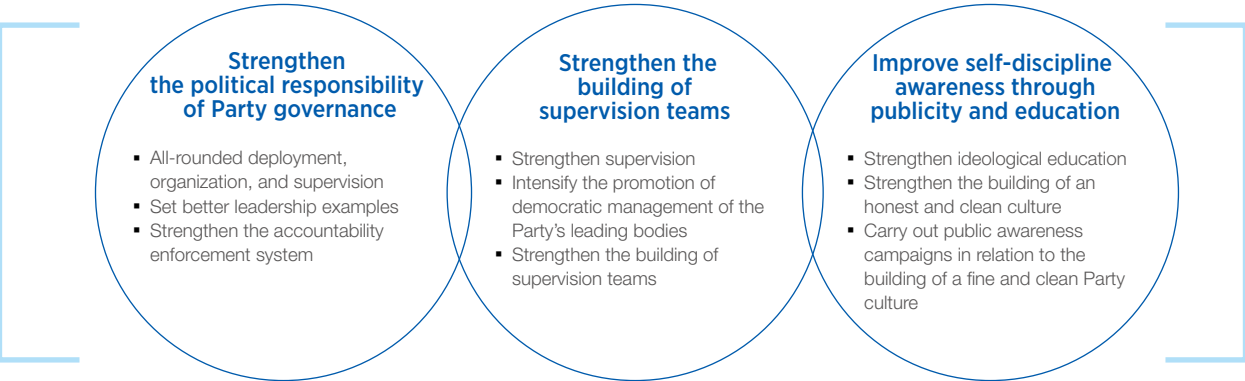 Strengthen
the political responsibility
of Party governance
▪ All-rounded deployment,
organization, and supervision
▪ Set better leadership examples
▪ Strengthen the accountability
enforcement system
Strengthen the
building of
supervision teams
▪ Strengthen supervision
▪ Intensify the promotion of
democratic management of the
Party’s leading bodies
▪ Strengthen the building of
supervision teams
Improve self-discipline
awareness through
publicity and education
▪ Strengthen ideological education
▪ Strengthen the building of an
honest and clean culture
▪ Carry out public awareness
campaigns in relation to the
building of a fine and clean Party
culture